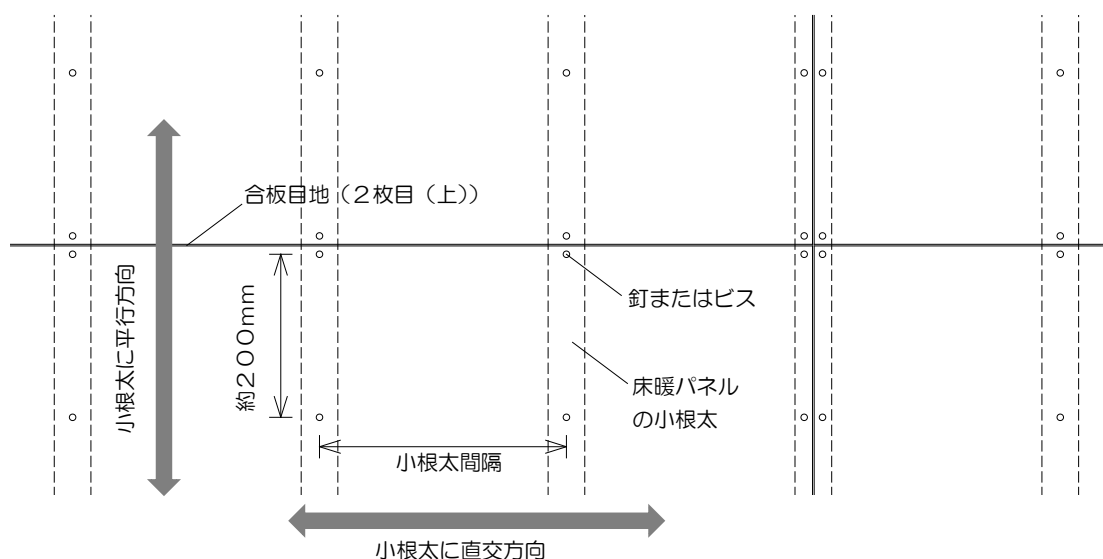 合板目地（２枚目（上））
釘またはビス
小根太に平行方向
約２００mm
床暖パネル
の小根太
小根太間隔
小根太に直交方向